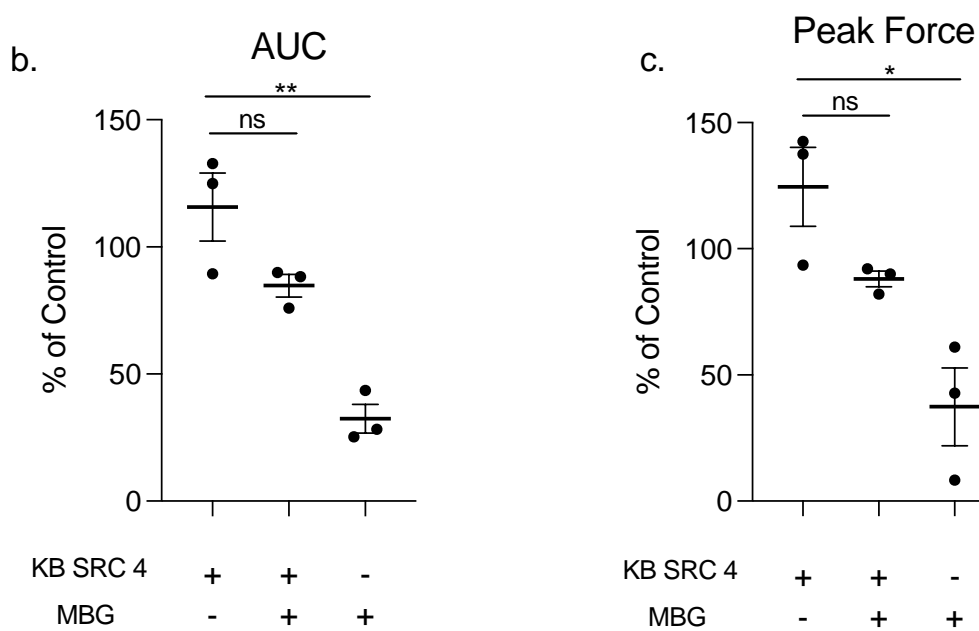 b.
AUC
**
ns
150
100
50
0
% of Control
KB SRC 4 + + -
MBG - + +
c.
Peak Force
*
ns
150
100
50
0
% of Control
KB SRC 4 + + -
MBG - + +